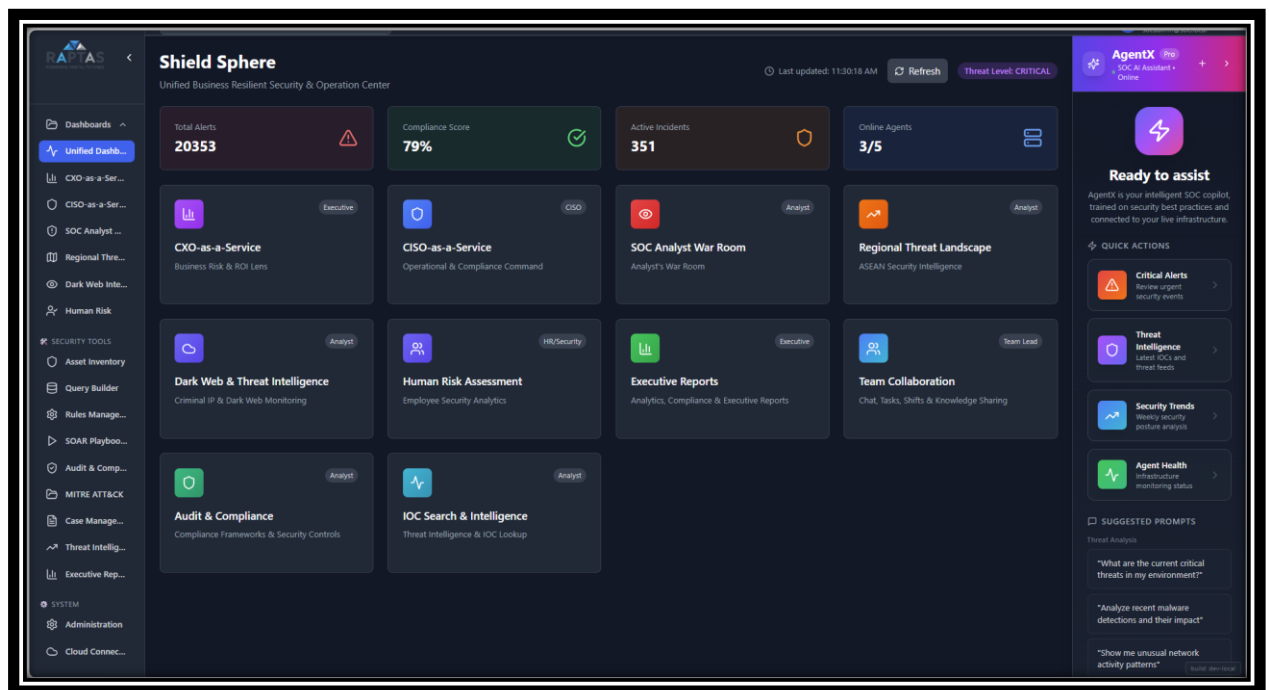 RAPTAS
Dashboards
Unified Dashb...
CXO-as-a-Ser...
CISO-as-a-Ser...
SOC Analyst ...
Regional Thre...
Dark Web Inte...
Human Risk
SECURITY TOOLS
Asset Inventory
Query Builder
Rules Manage...
SOAR Playboo...
Audit & Comp...
MITRE ATT&CK
Case Manage...
Threat Intellig...
Executive Rep...
SYSTEM
Administration
Cloud Connec...
Shield Sphere
Unified Business Resilient Security & Operation Center
Last updated: 11:30:18 AM
Refresh
Threat Level: CRITICAL
Total Alerts
20353
Compliance Score
79%
Active Incidents
351
Online Agents
3/5
Executive
CXO-as-a-Service
Business Risk & ROI Lens
CISO
CISO-as-a-Service
Operational & Compliance Command
Analyst
SOC Analyst War Room
Analyst's War Room
Analyst
Regional Threat Landscape
ASEAN Security Intelligence
Analyst
Dark Web & Threat Intelligence
Criminal IP & Dark Web Monitoring
HR/Security
Human Risk Assessment
Employee Security Analytics
Executive
Executive Reports
Analytics, Compliance & Executive Reports
Team Lead
Team Collaboration
Chat, Tasks, Shifts & Knowledge Sharing
Analyst
Audit & Compliance
Compliance Frameworks & Security Controls
Analyst
IOC Search & Intelligence
Threat Intelligence & IOC Lookup
AgentX Pro
SOC AI Assistant •
Online
Ready to assist
AgentX is your intelligent SOC copilot,
trained on security best practices and
connected to your live infrastructure.
QUICK ACTIONS
Critical Alerts
Review urgent
security events
Threat
Intelligence
Latest IOCs and
threat feeds
Security Trends
Weekly security
posture analysis
Agent Health
Infrastructure
monitoring status
SUGGESTED PROMPTS
Threat Analysis
"What are the current critical
threats in my environment?"
"Analyze recent malware
detections and their impact"
"Show me unusual network
activity patterns"
build: dev-local